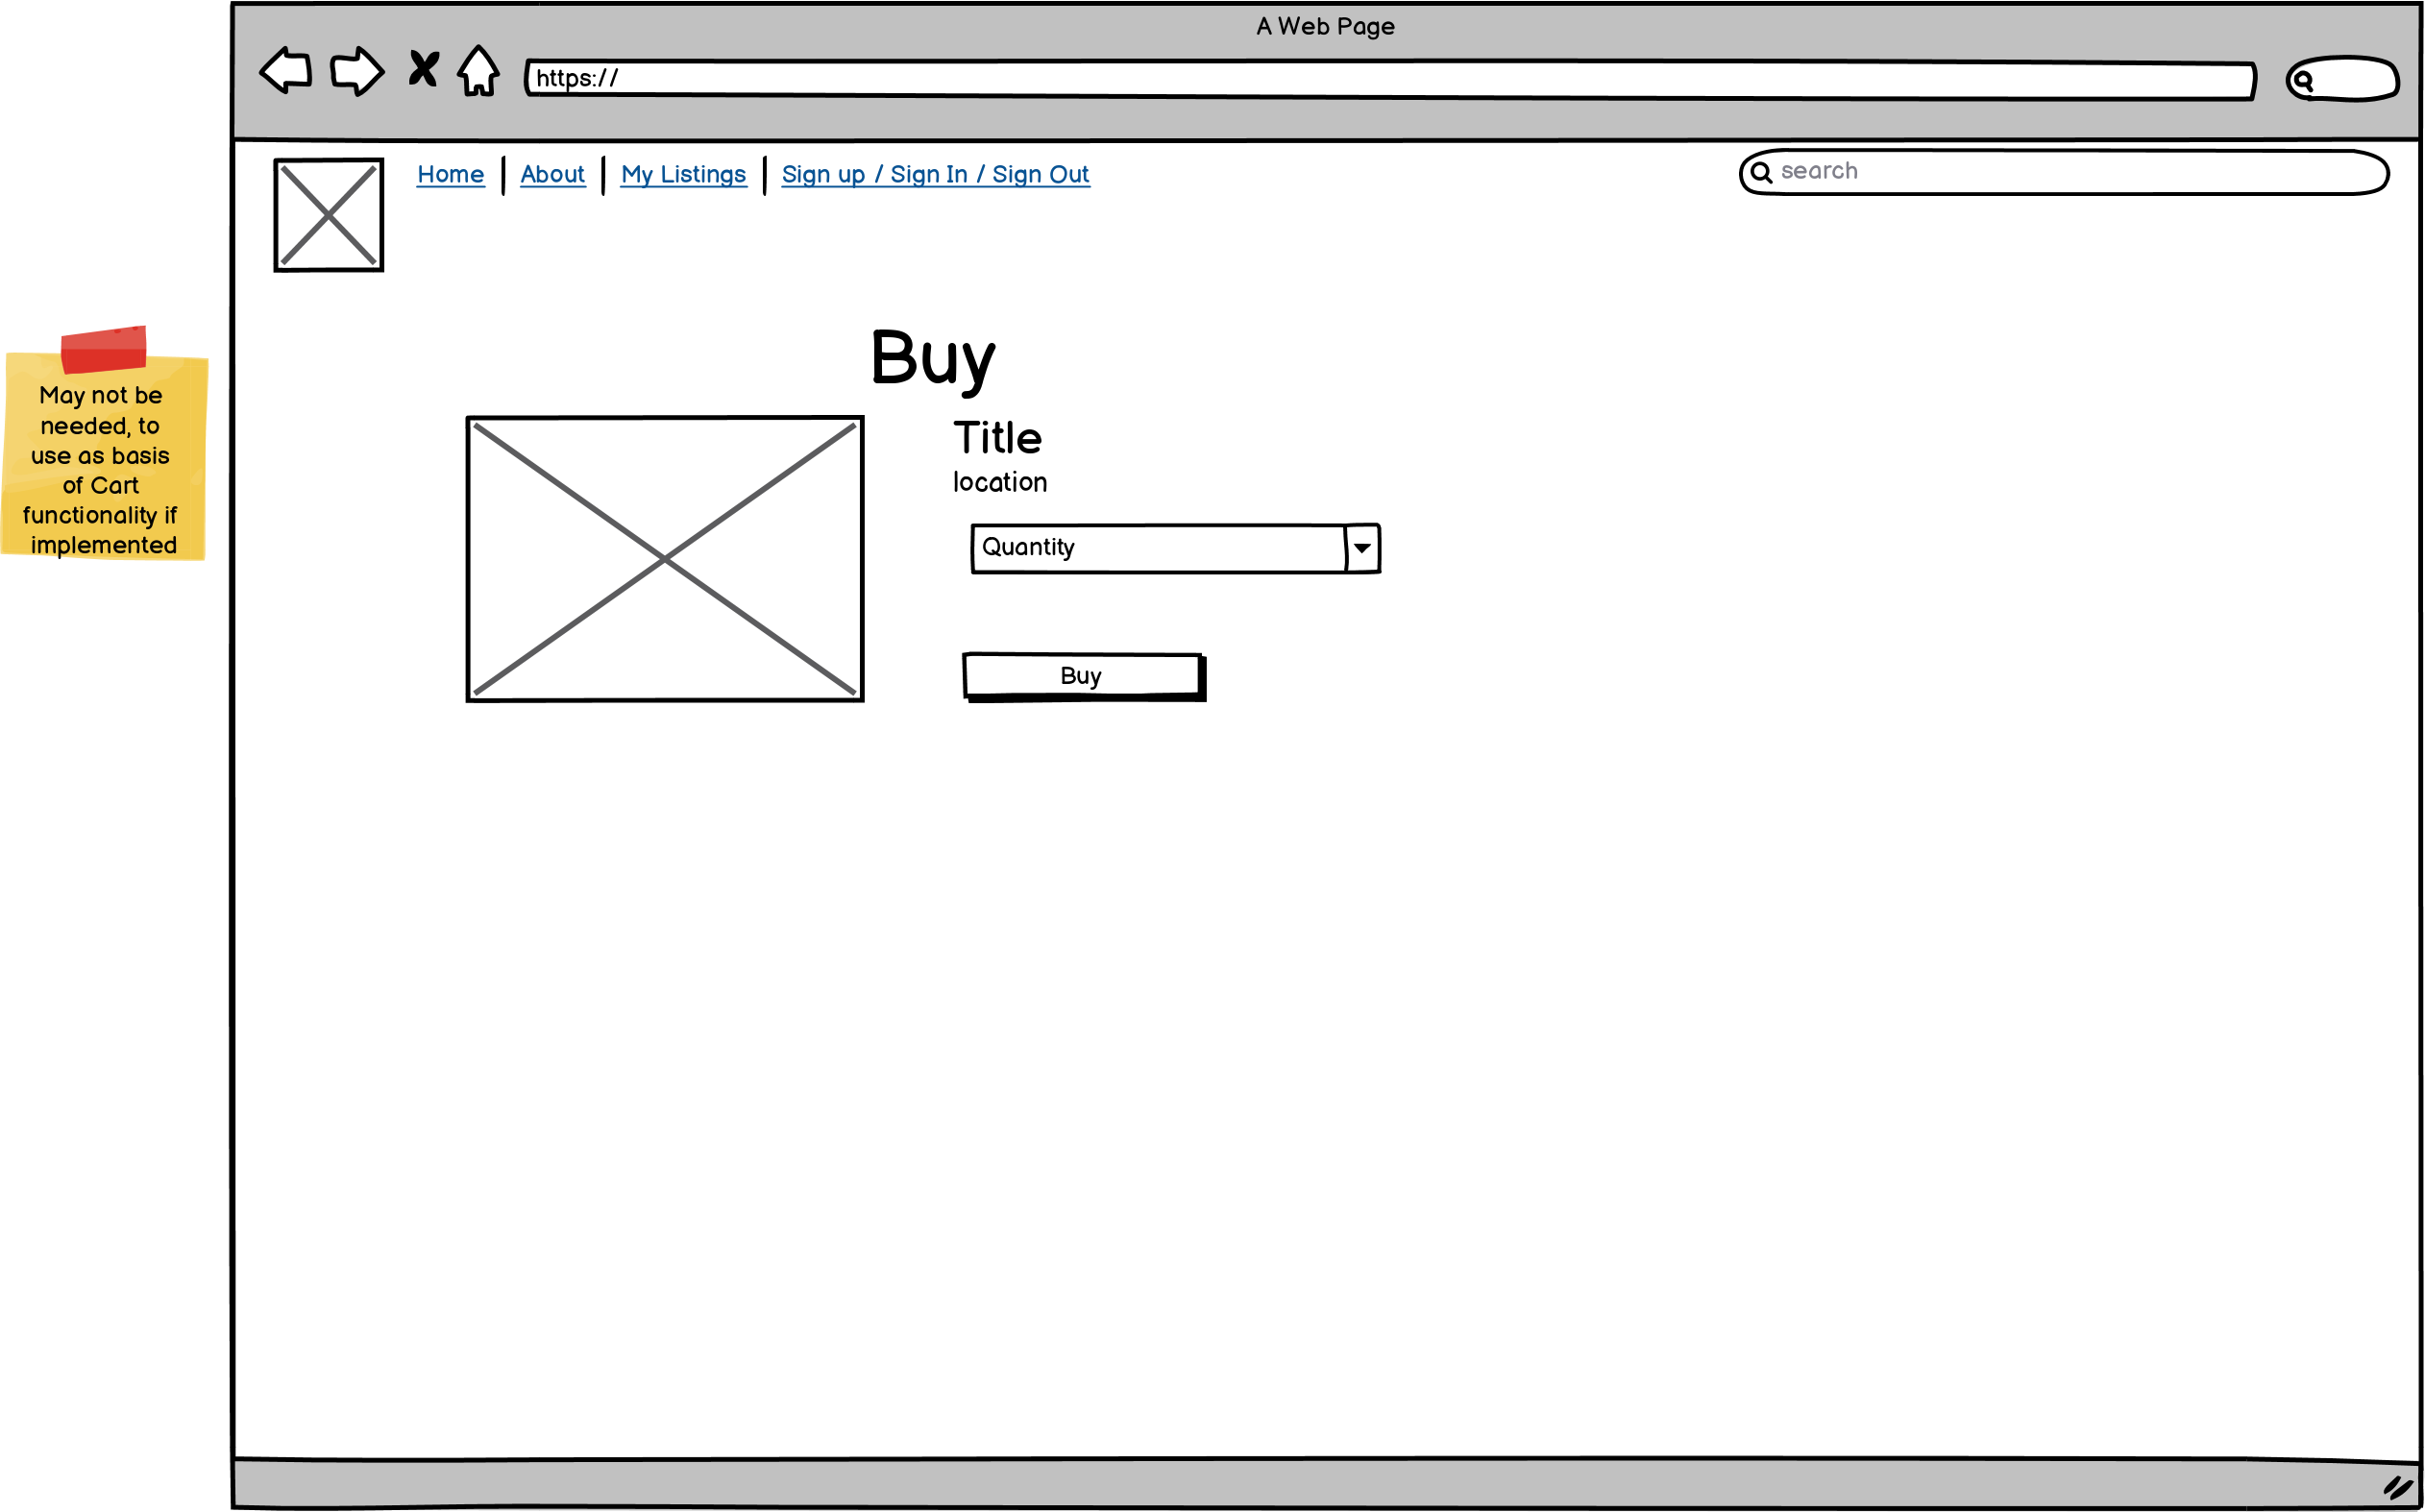 A Web Page
https://
Home | About | My Listings | Sign up / Sign In / Sign Out
search
May not be
needed, to
use as basis
of Cart
functionality if
implemented
Buy
Title
location
Quantity
Buy